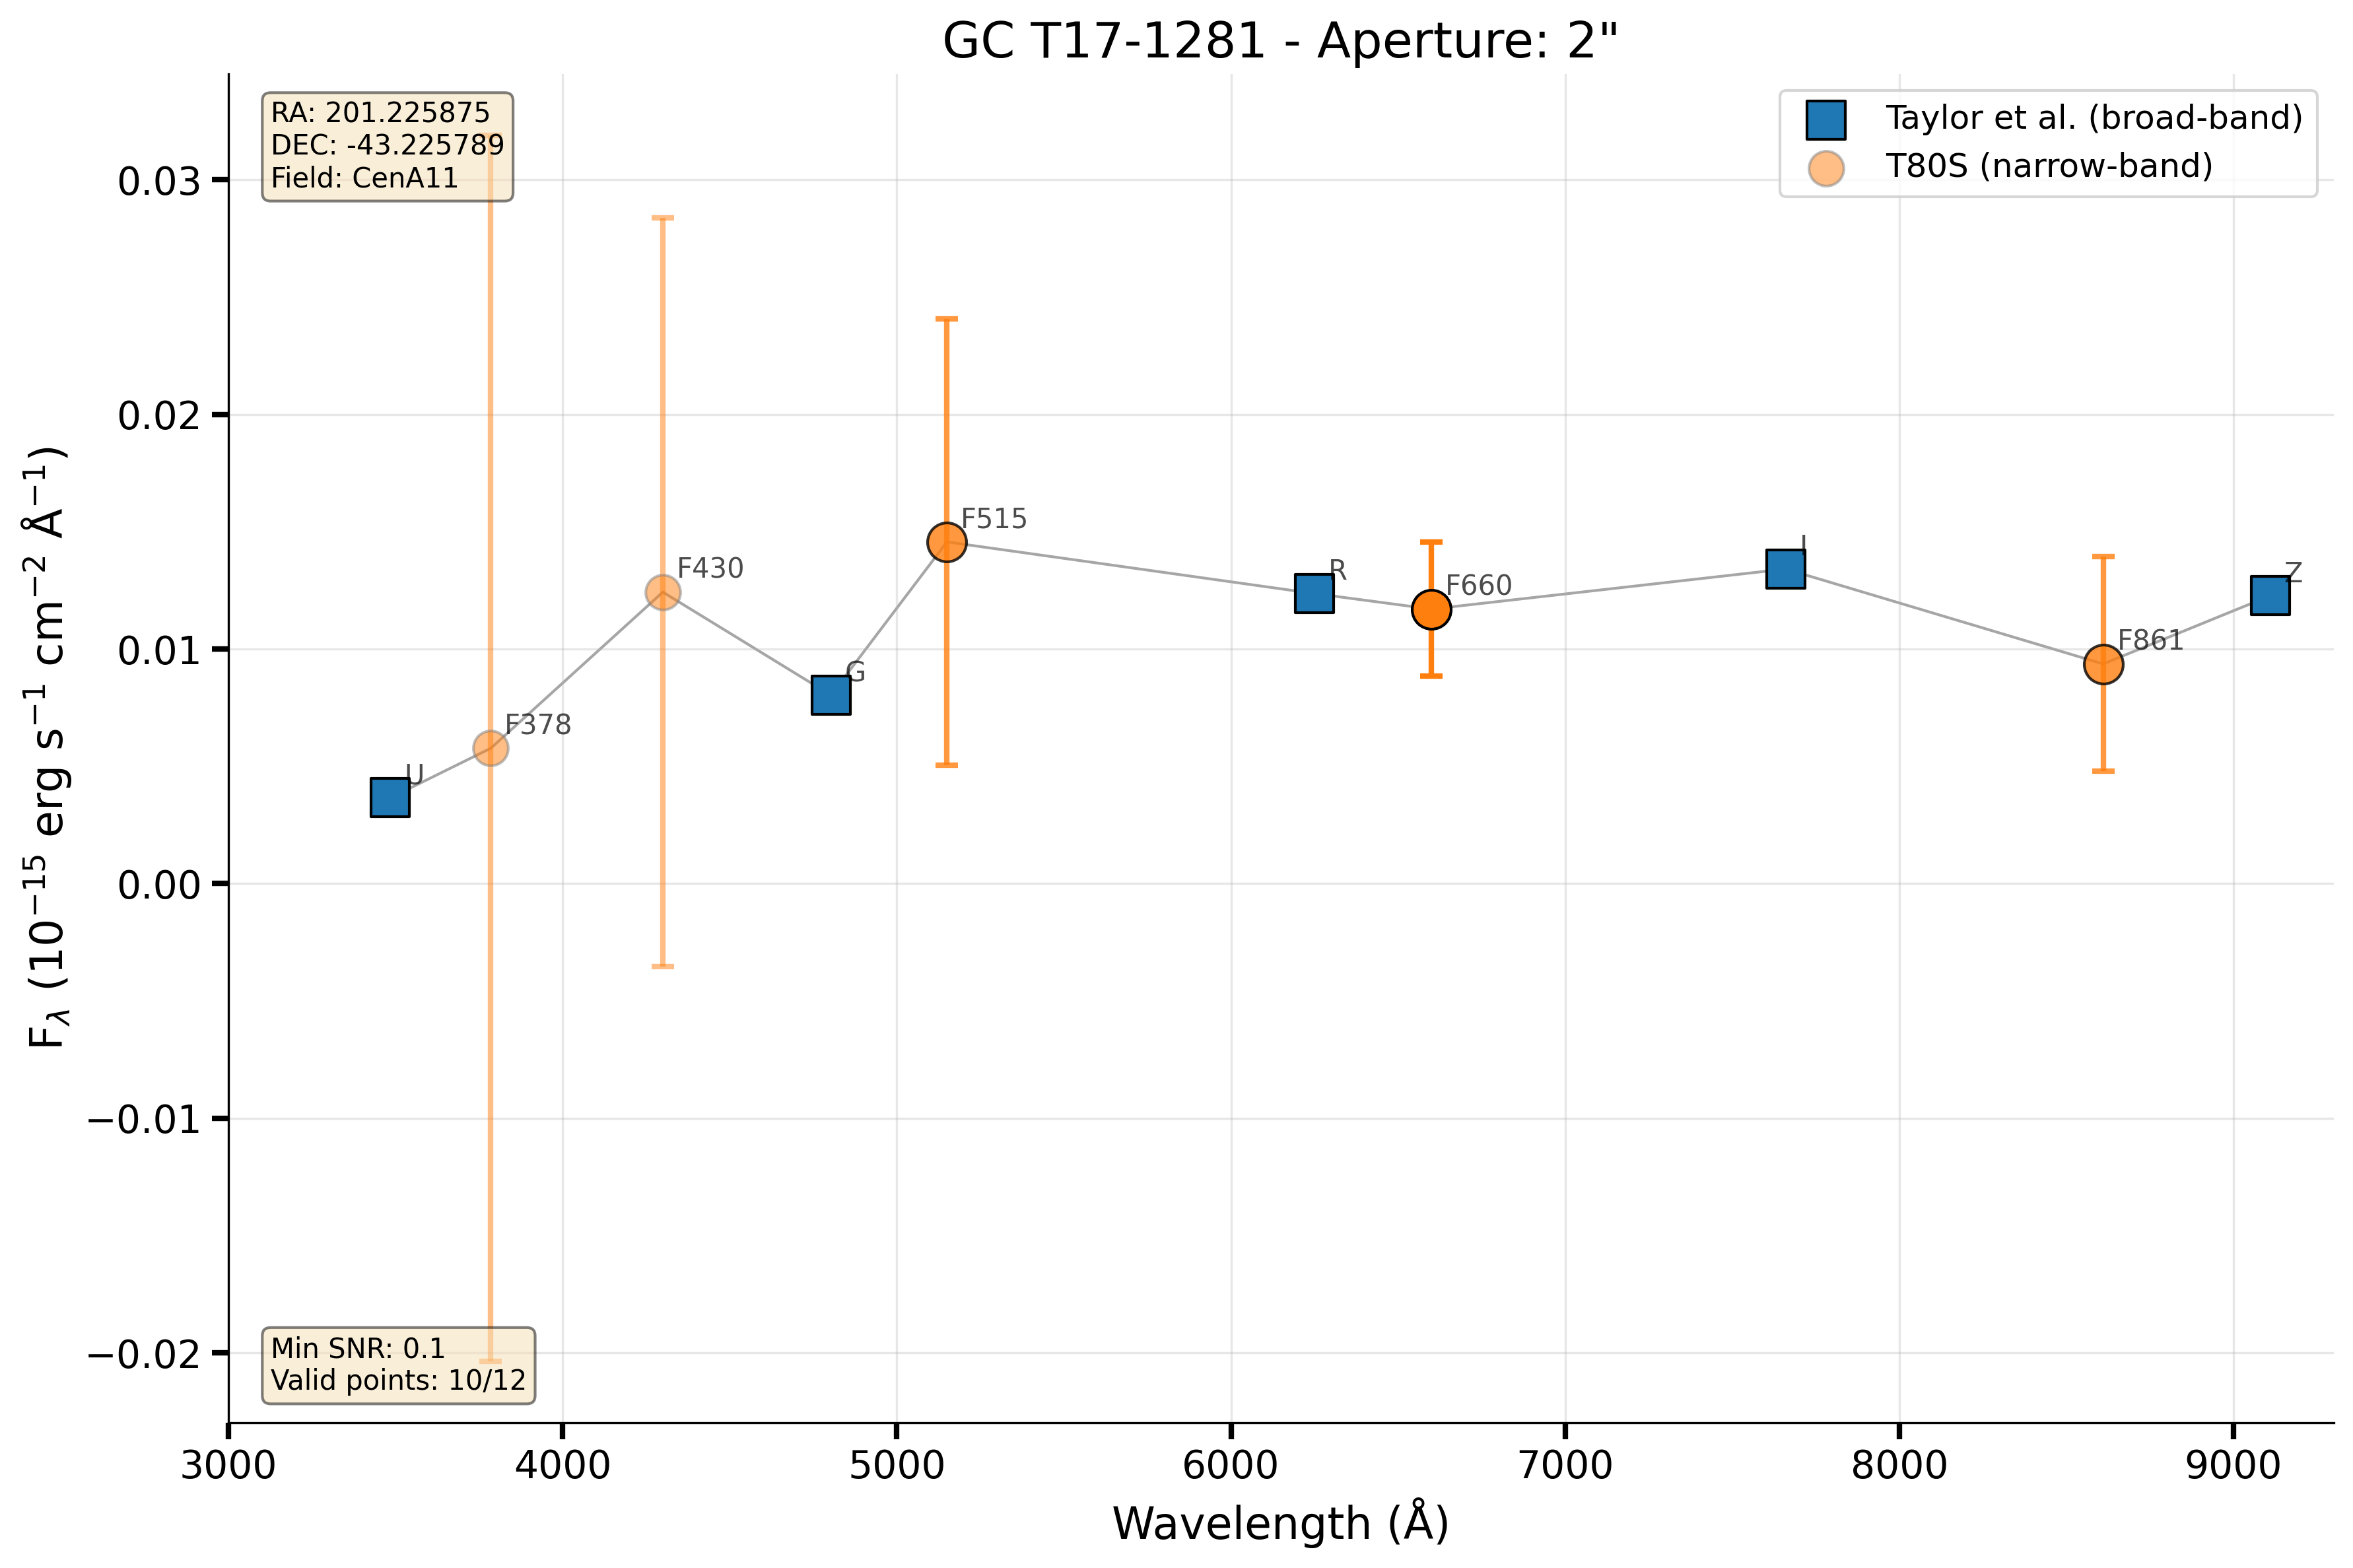 GC T17-1281 - Aperture: 2"
RA: 201.225875
DEC: -43.225789
Field: CenA11
Taylor et al. (broad-band)
T80S (narrow-band)
0.03
0.02
0.01
0.00
−0.01
−0.02
F_λ (10⁻¹⁵ erg s⁻¹ cm⁻² Å⁻¹)
U
F378
F430
G
F515
R
F660
I
F861
Z
Min SNR: 0.1
Valid points: 10/12
3000 4000 5000 6000 7000 8000 9000
Wavelength (Å)